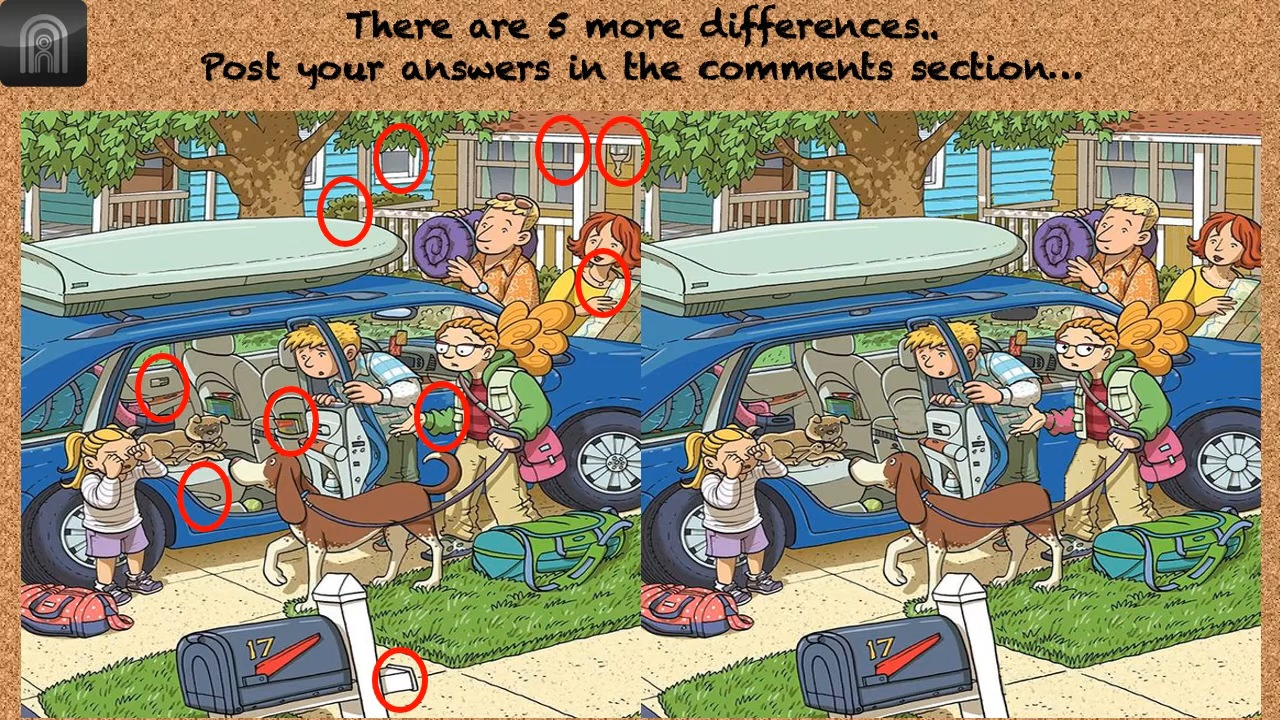 There are 5 more differences..
Post your answers in the comments section...
17
17